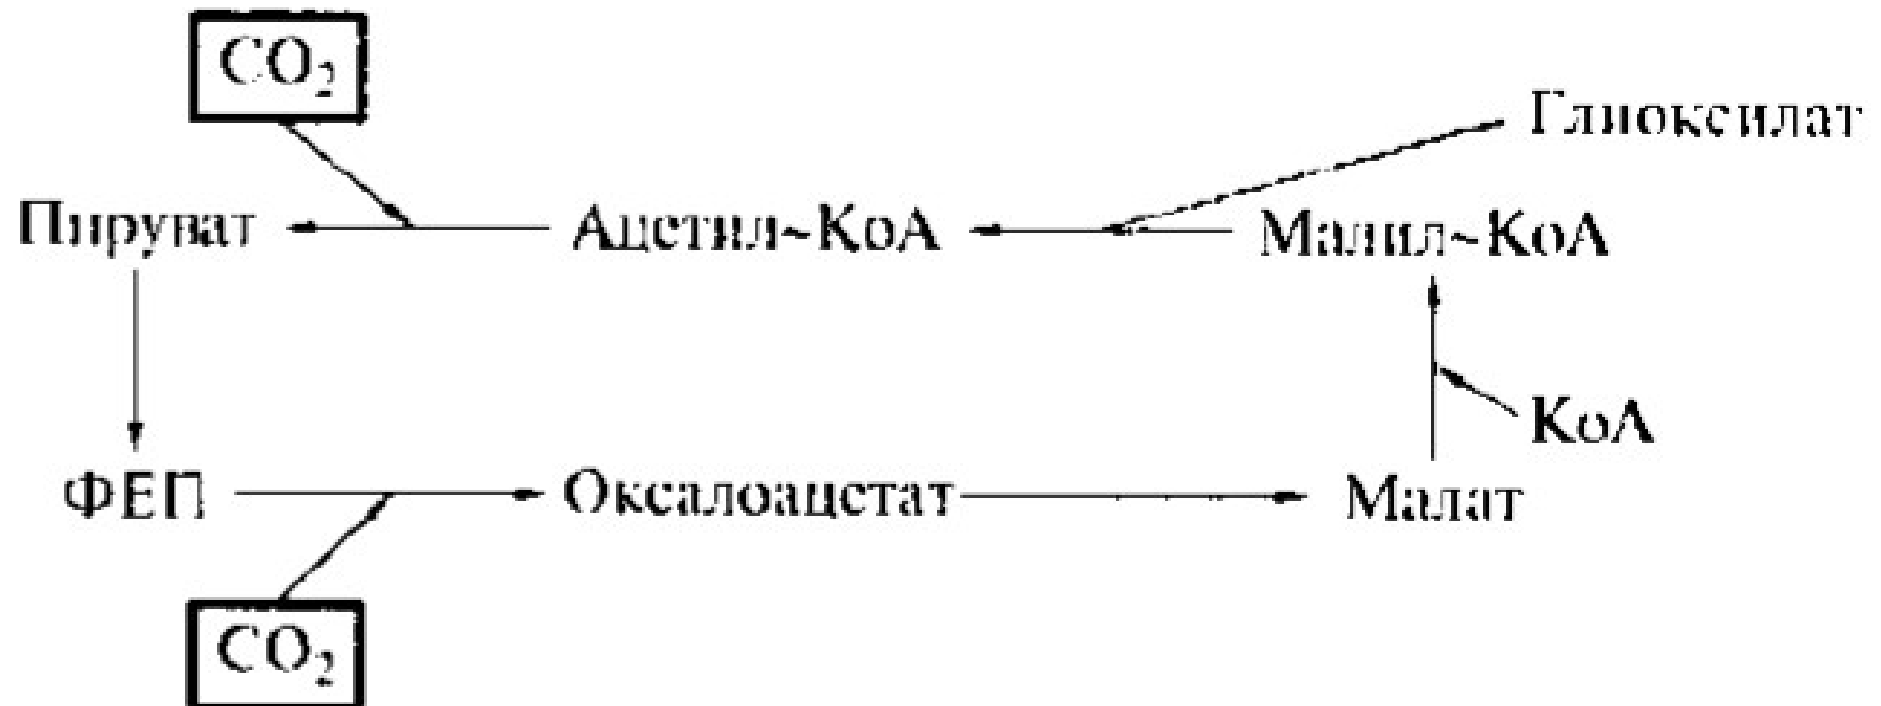 CO₂
Глиоксилат
Пируват Ацетил~КоА Малил~КоА
КоА
ФЕП Оксалоацетат Малат
CO₂